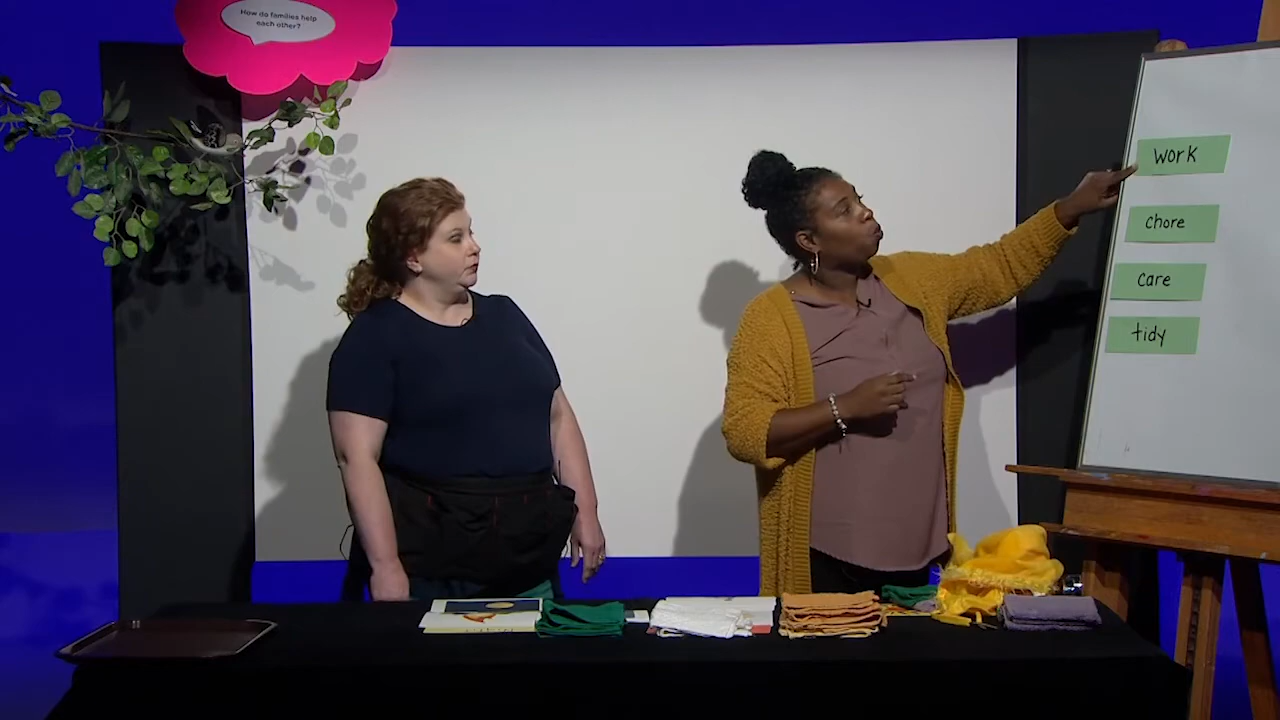 How do families help
each other?
work
chore
care
tidy